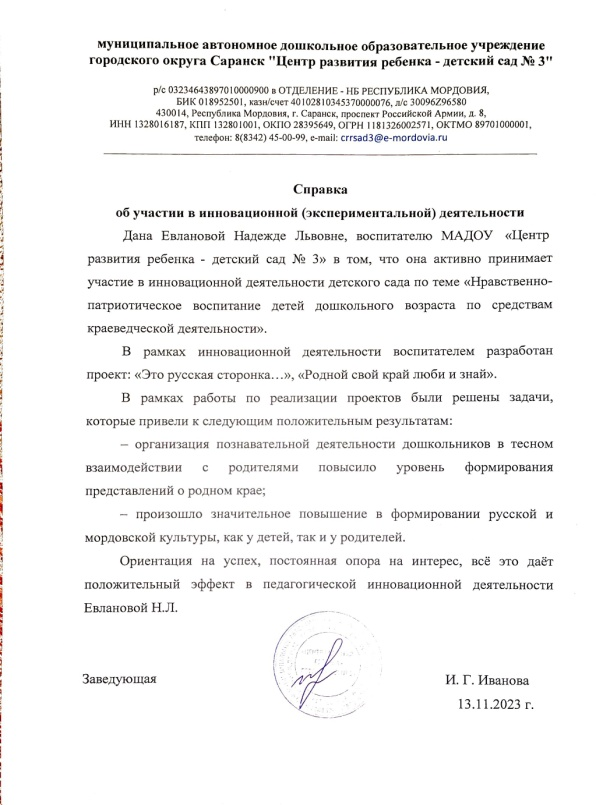 муниципальное автономное дошкольное образовательное учреждение
городского округа Саранск "Центр развития ребенка - детский сад № 3"
р/с 03234643897010000900 в ОТДЕЛЕНИЕ - НБ РЕСПУБЛИКА МОРДОВИЯ,
БИК 018952501, казн/счет 40102810345370000076, л/с 30096Z96580
430014, Республика Мордовия, г. Саранск, проспект Российской Армии, д. 8,
ИНН 1328016187, КПП 132801001, ОКПО 28395649, ОГРН 1181326002571, ОКТМО 89701000001,
телефон: 8(8342) 45-00-99, e-mail: crrsad3@e-mordovia.ru
Справка
об участии в инновационной (экспериментальной) деятельности
Дана Евлановой Надежде Львовне, воспитателю МАДОУ «Центр
развития ребенка - детский сад № 3» в том, что она активно принимает
участие в инновационной деятельности детского сада по теме «Нравственно-
патриотическое воспитание детей дошкольного возраста по средствам
краеведческой деятельности».
В рамках инновационной деятельности воспитателем разработан
проект: «Это русская сторонка…», «Родной свой край люби и знай».
В рамках работы по реализации проектов были решены задачи,
которые привели к следующим положительным результатам:
– организация познавательной деятельности дошкольников в тесном
взаимодействии с родителями повысило уровень формирования
представлений о родном крае;
– произошло значительное повышение в формировании русской и
мордовской культуры, как у детей, так и у родителей.
Ориентация на успех, постоянная опора на интерес, всё это даёт
положительный эффект в педагогической инновационной деятельности
Евлановой Н.Л.
Заведующая
И. Г. Иванова
13.11.2023 г.